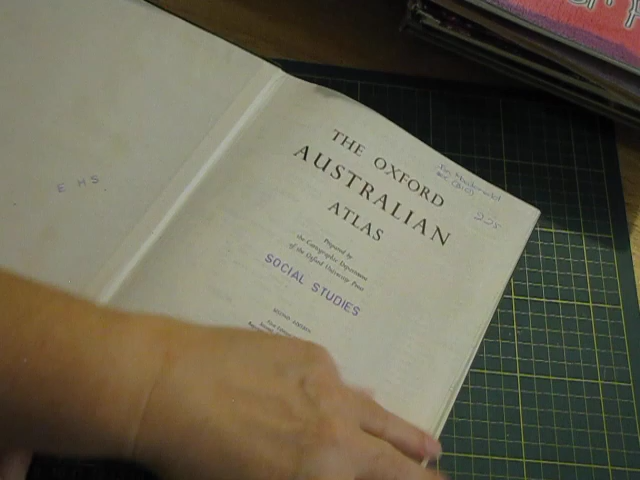 E H S
THE OXFORD
AUSTRALIAN
ATLAS
Prepared by
the Cartographic Department
of the Oxford University Press
SOCIAL STUDIES